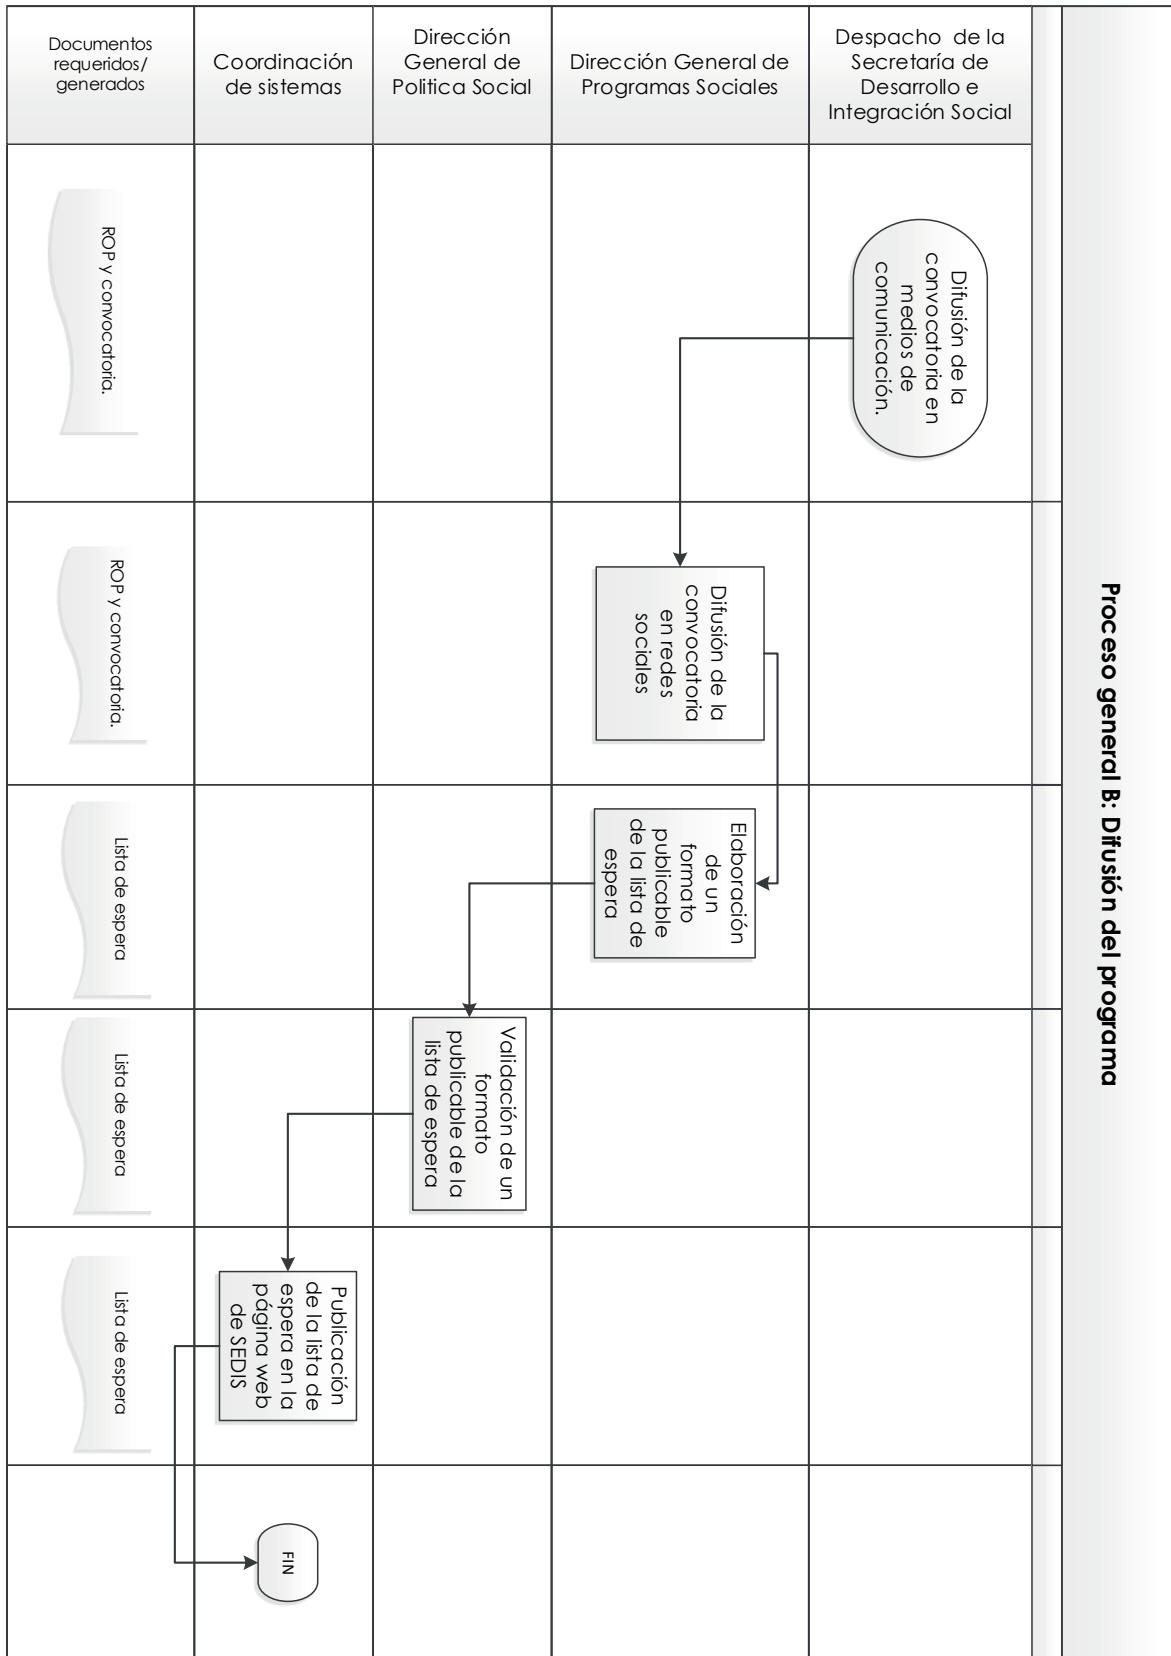 Proceso general B: Difusión del programa
Despacho de la
Secretaría de
Desarrollo e
Integración Social
Dirección General de
Programas Sociales
Dirección
General de
Politica Social
Coordinación
de sistemas
Documentos
requeridos/
generados
Difusión de la
convocatoria en
medios de
comunicación.
ROP y convocatoria.
Difusión de la
convocatoria
en redes
sociales
ROP y convocatoria.
Elaboración
de un
formato
publicable
de la lista de
espera
Lista de espera
Validación de un
formato
publicable de la
lista de espera
Lista de espera
Publicación
de la lista de
espera en la
página web
de SEDIS
Lista de espera
FIN